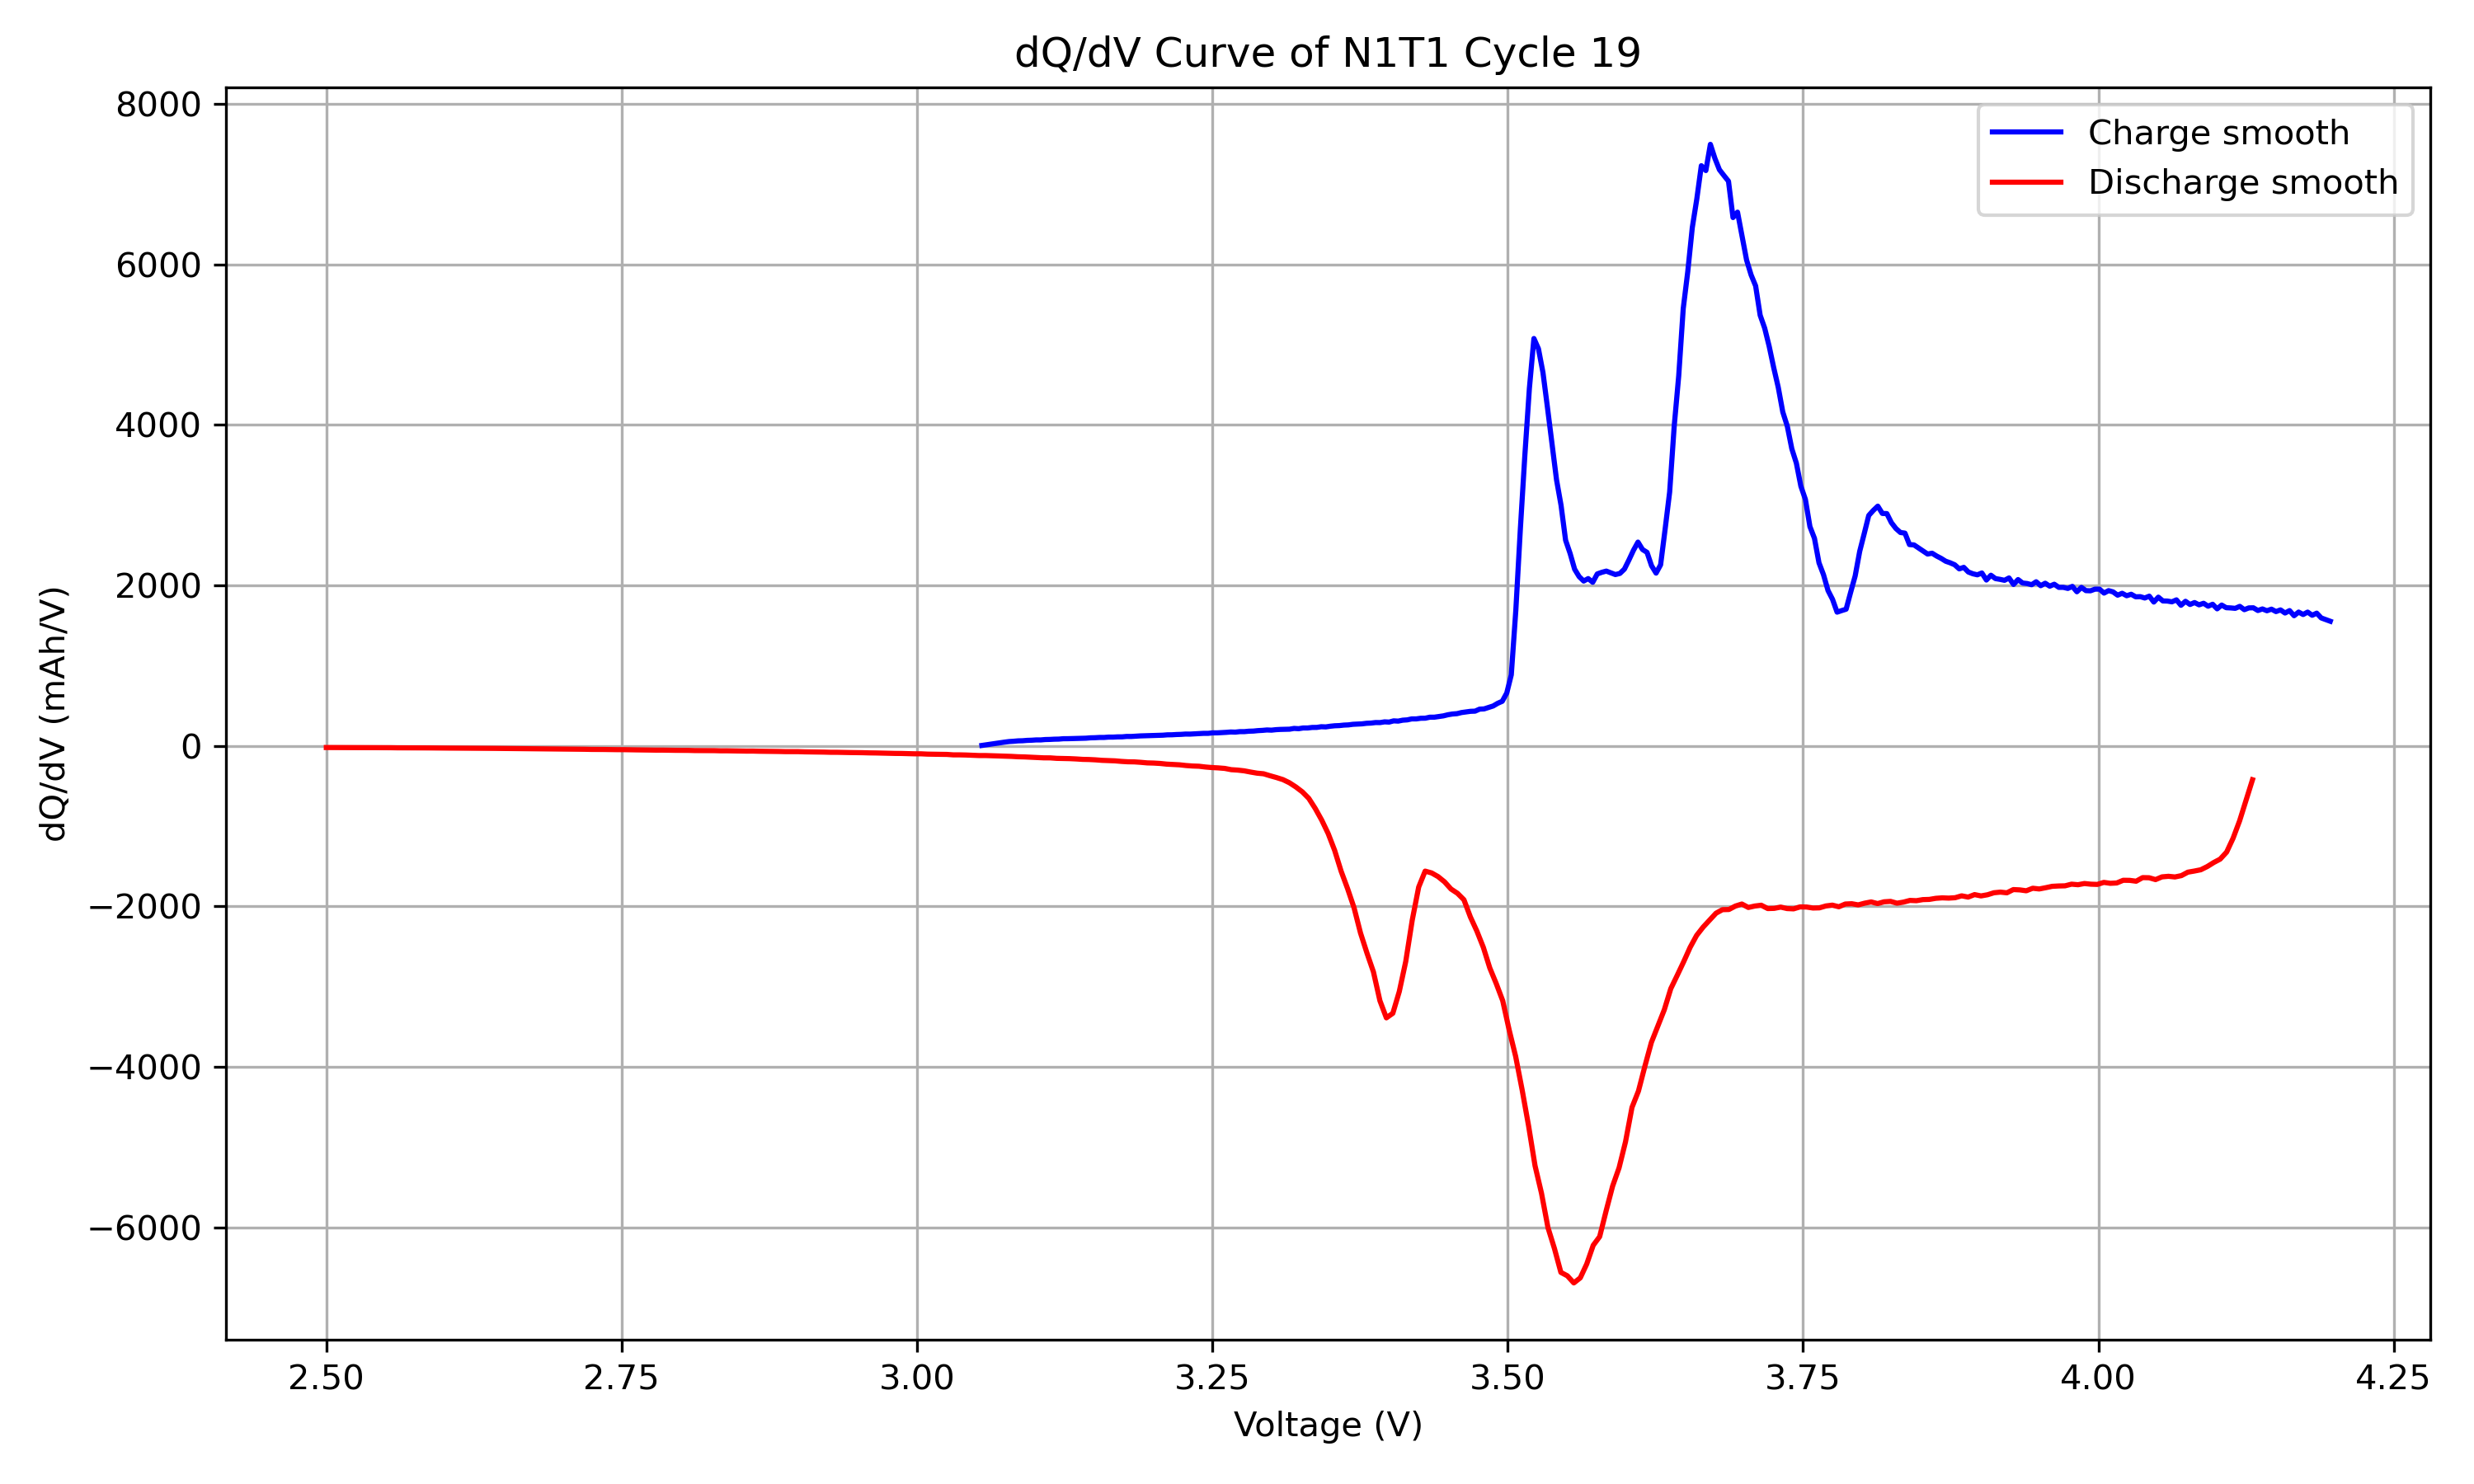 dQ/dV Curve of N1T1 Cycle 19
Charge smooth
Discharge smooth
dQ/dV (mAh/V)
8000
6000
4000
2000
0
−2000
−4000
−6000
2.50 2.75 3.00 3.25 3.50 3.75 4.00 4.25
Voltage (V)